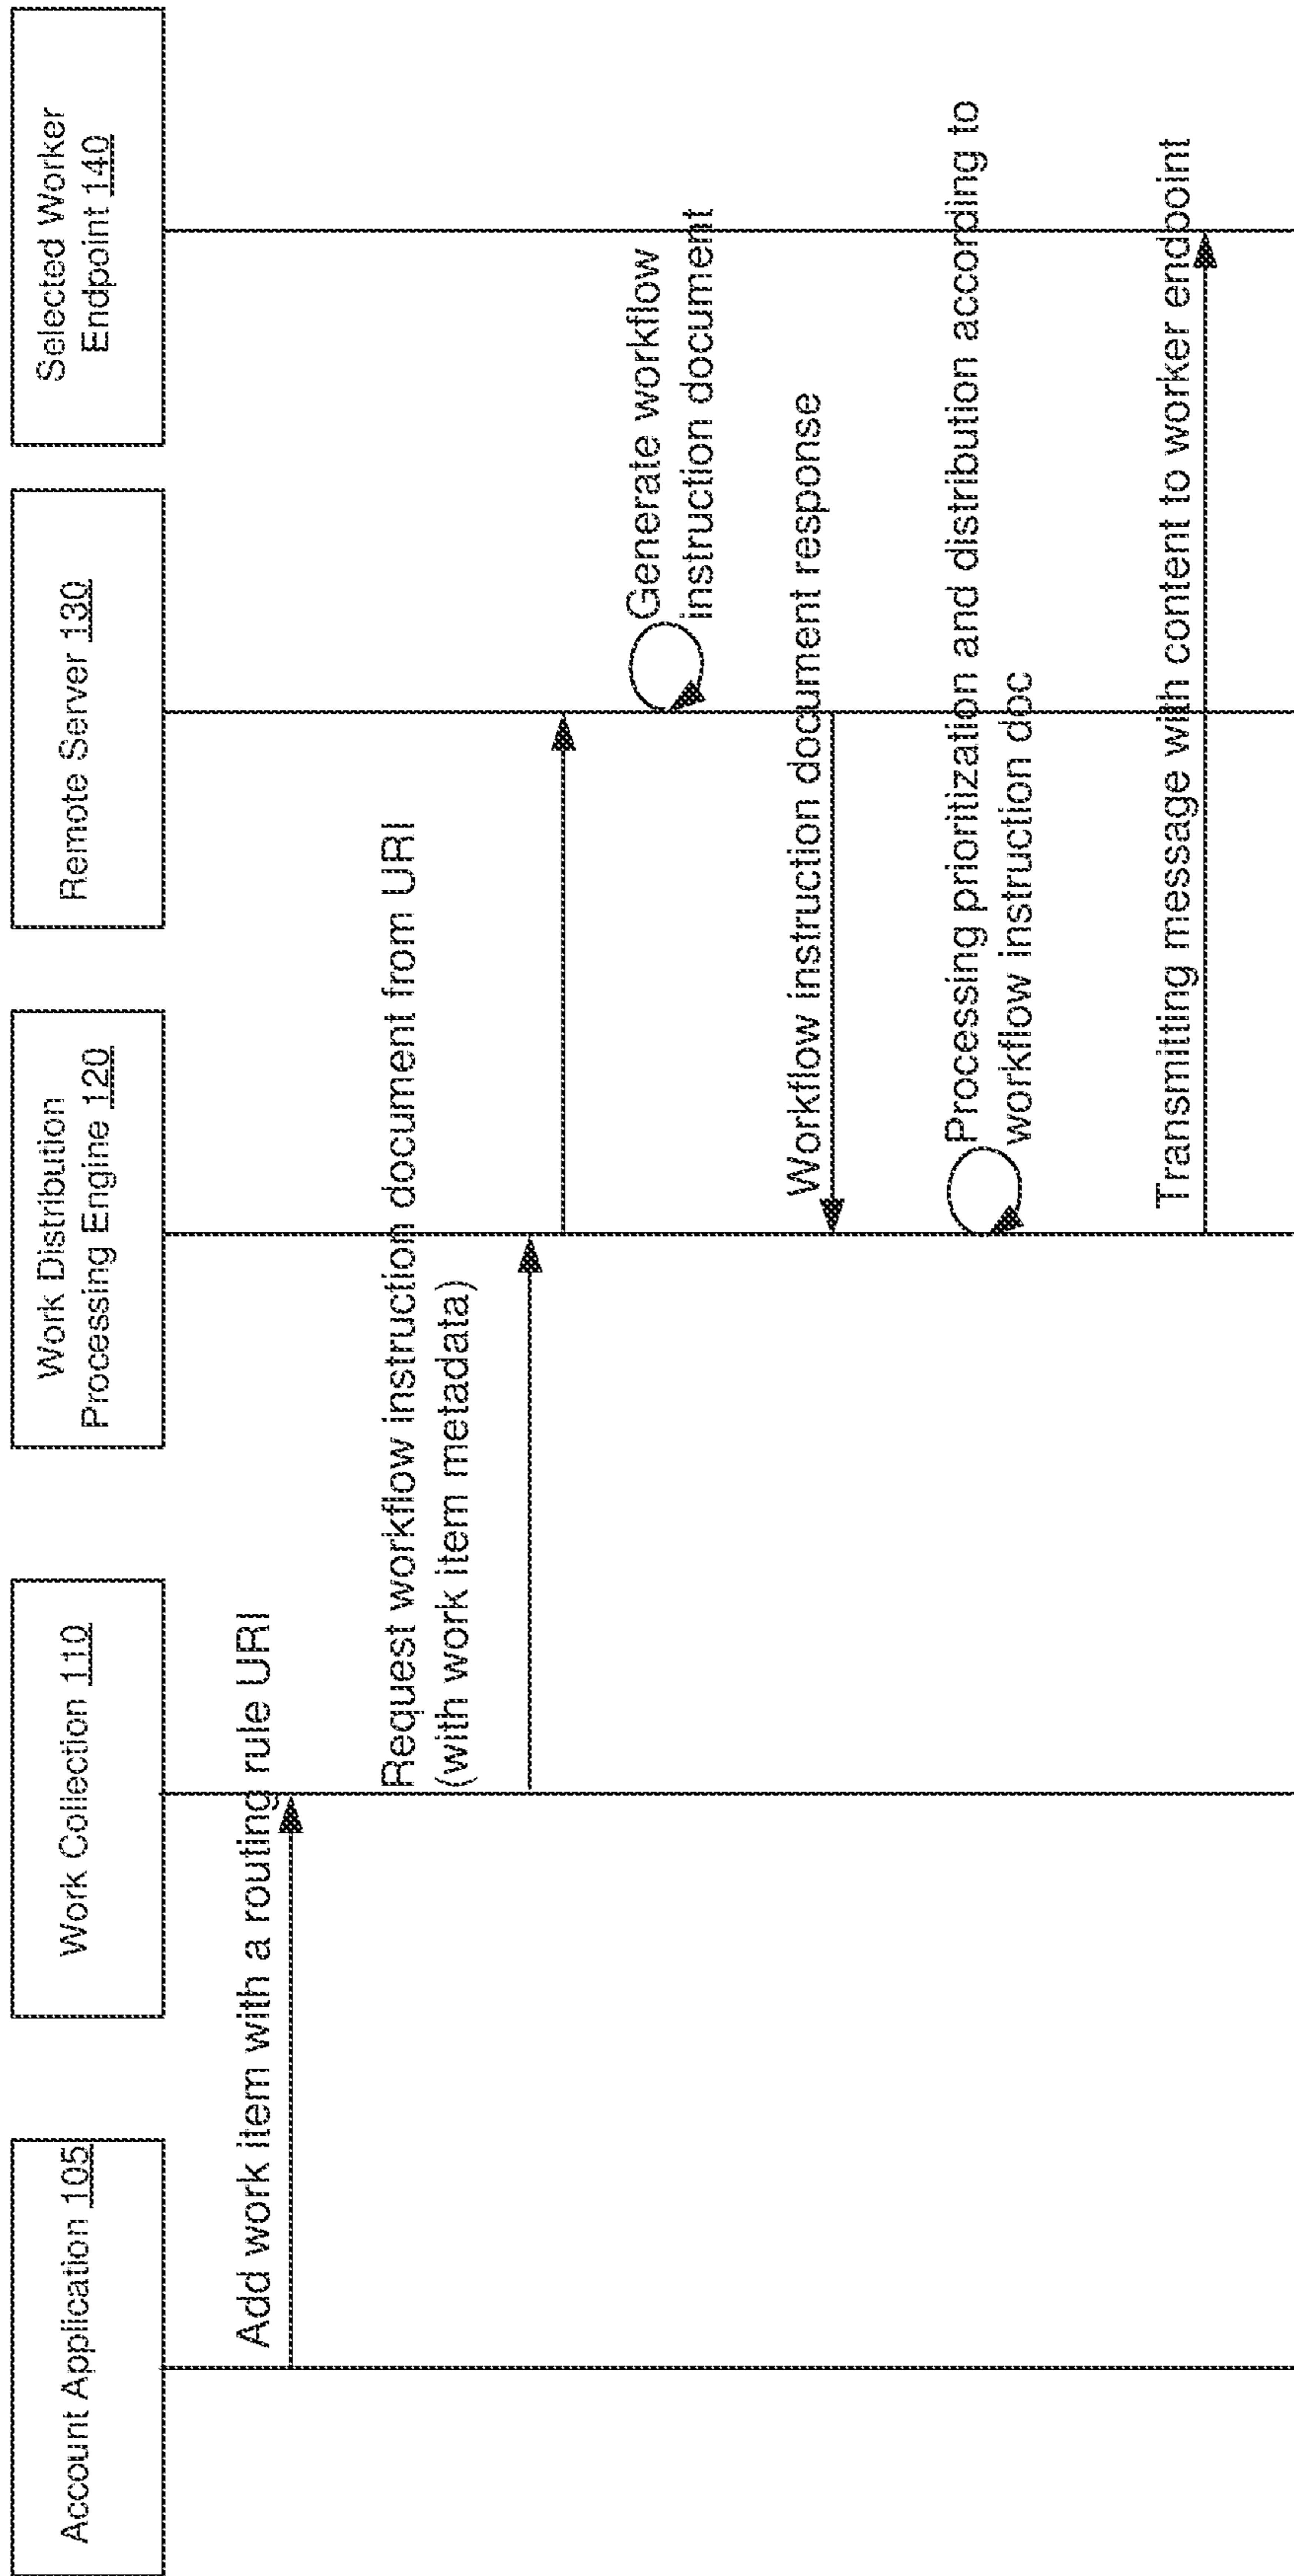 Account Application 105
Work Collection 110
Work Distribution
Processing Engine 120
Remote Server 130
Selected Worker
Endpoint 140
Add work item with a routing rule URI
Request workflow instruction document from URI
(with work item metadata)
Generate workflow
instruction document
Workflow instruction document response
Processing prioritization and distribution according to
workflow instruction doc
Transmitting message with content to worker endpoint